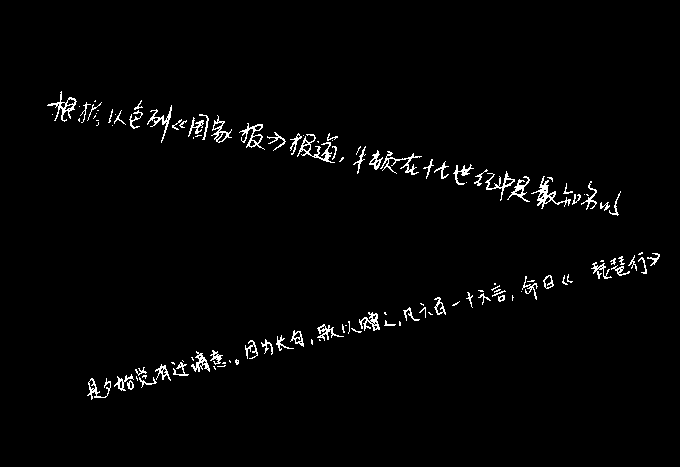 根据以色列《国家报》报道,牛顿在十七世纪中是最知名的
是夕始觉有迁谪意。因为长句,歌以赠之,凡六百一十六言,命曰《琵琶行》